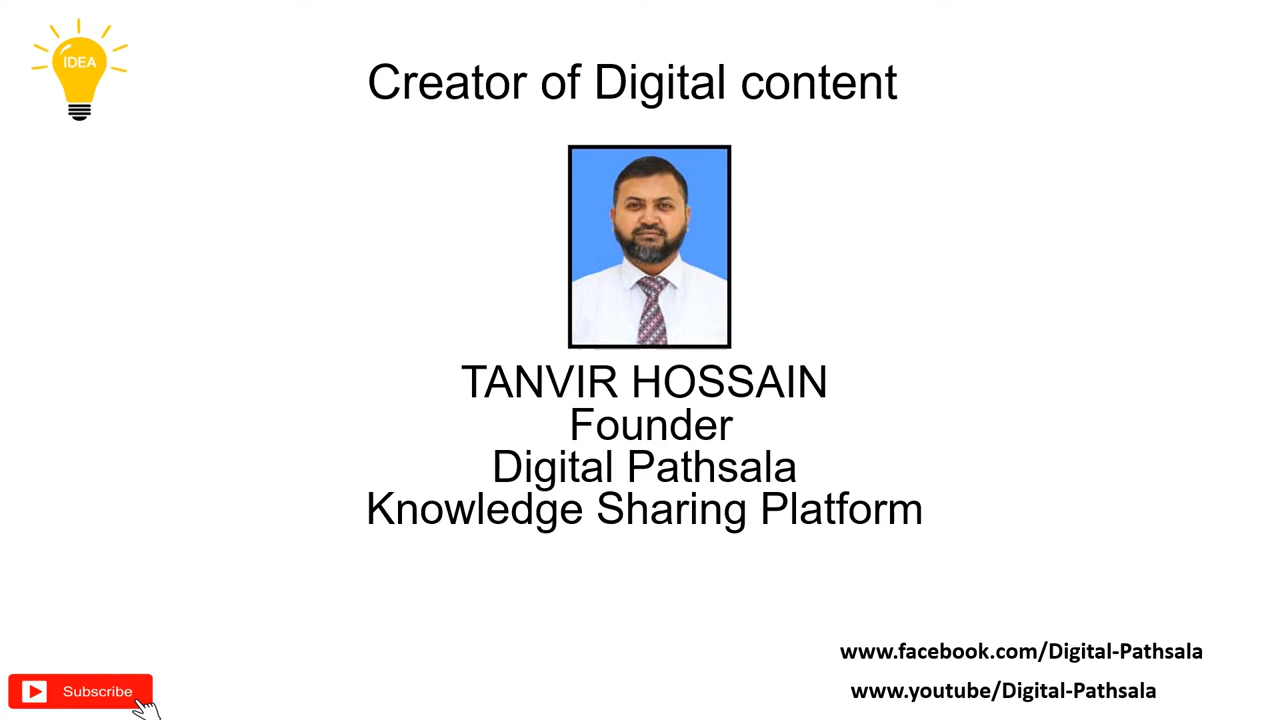 IDEA
Creator of Digital content
TANVIR HOSSAIN
Founder
Digital Pathsala
Knowledge Sharing Platform
www.facebook.com/Digital-Pathsala
www.youtube/Digital-Pathsala
Subscribe